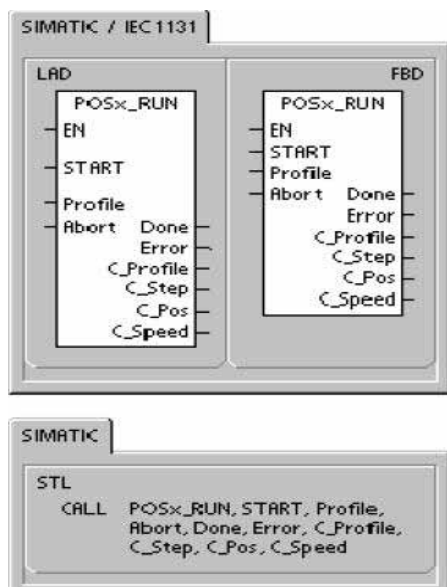 SIMATIC / IEC1131
LAD
POSx_RUN
EN
START
Profile
Abort Done
Error
C_Profile
C_Step
C_Pos
C_Speed
FBD
POSx_RUN
EN
START
Profile
Abort Done
Error
C_Profile
C_Step
C_Pos
C_Speed
SIMATIC
STL
CALL POSx_RUN, START, Profile,
Abort, Done, Error, C_Profile,
C_Step, C_Pos, C_Speed